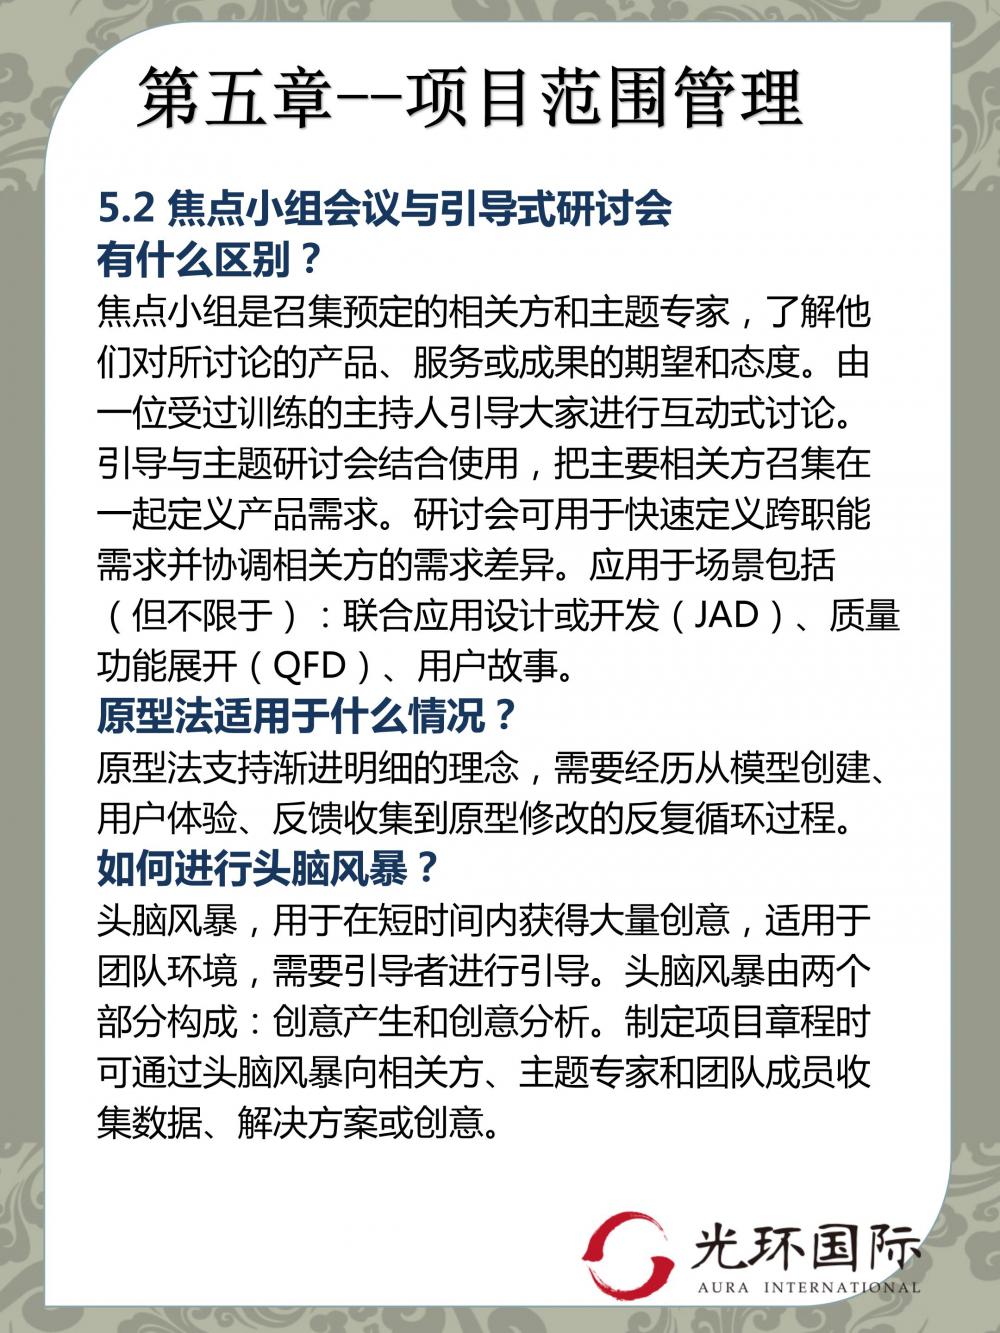 第五章--项目范围管理
5.2 焦点小组会议与引导式研讨会
有什么区别？
焦点小组是召集预定的相关方和主题专家，了解他
们对所讨论的产品、服务或成果的期望和态度。由
一位受过训练的主持人引导大家进行互动式讨论。
引导与主题研讨会结合使用，把主要相关方召集在
一起定义产品需求。研讨会可用于快速定义跨职能
需求并协调相关方的需求差异。应用于场景包括
（但不限于）：联合应用设计或开发（JAD）、质量
功能展开（QFD）、用户故事。
原型法适用于什么情况？
原型法支持渐进明细的理念，需要经历从模型创建、
用户体验、反馈收集到原型修改的反复循环过程。
如何进行头脑风暴？
头脑风暴，用于在短时间内获得大量创意，适用于
团队环境，需要引导者进行引导。头脑风暴由两个
部分构成：创意产生和创意分析。制定项目章程时
可通过头脑风暴向相关方、主题专家和团队成员收
集数据、解决方案或创意。
光环国际
AURA INTERNATIONAL